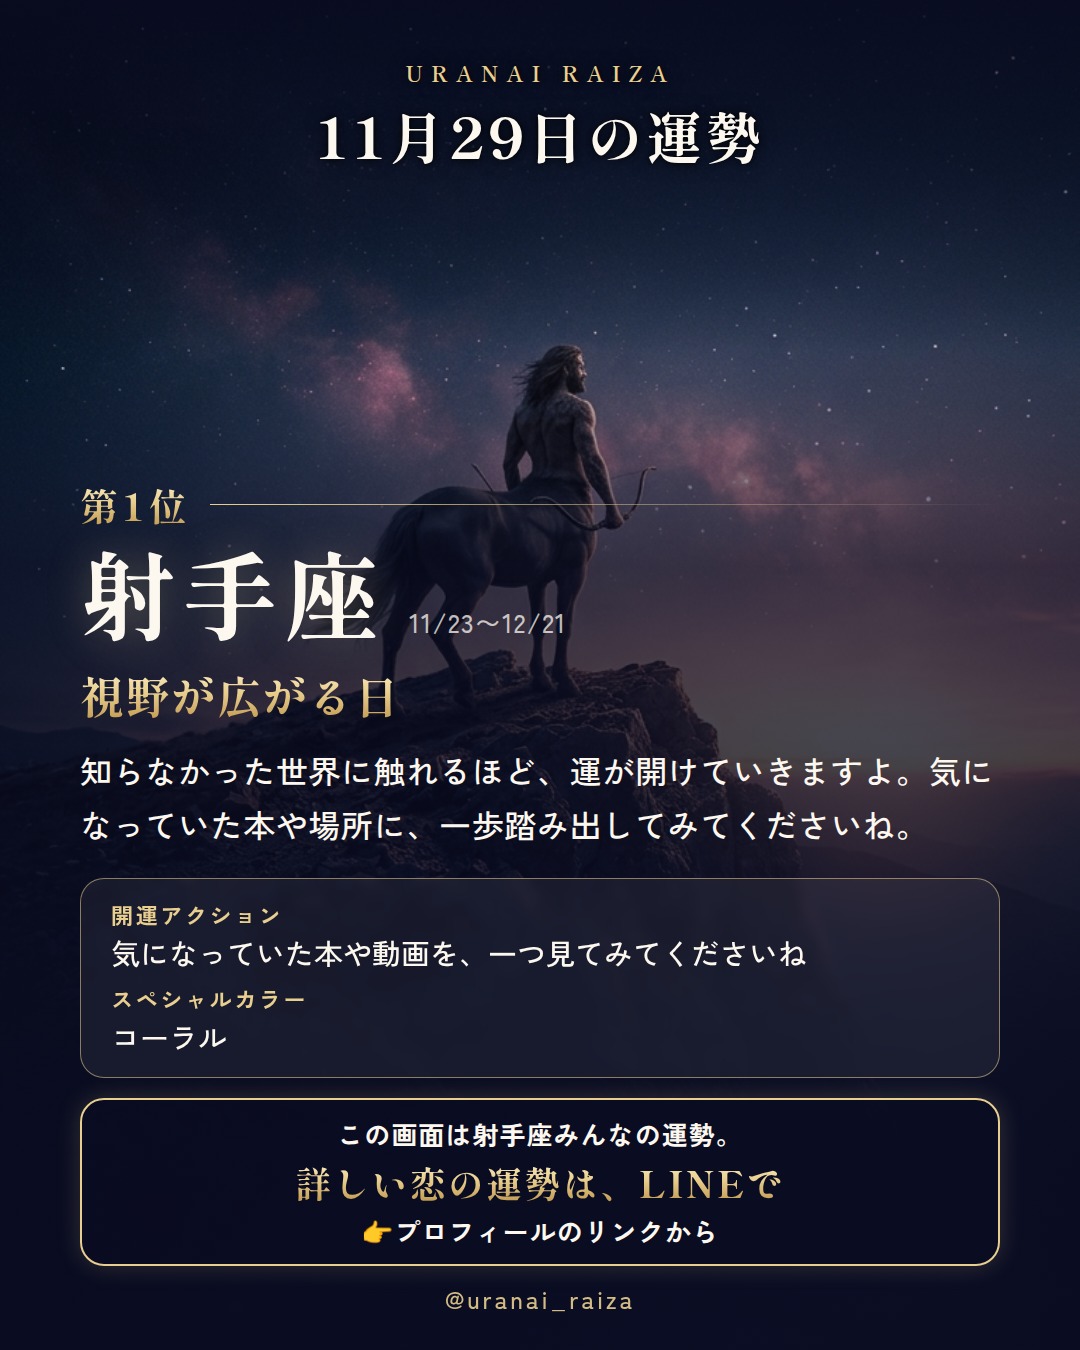 URANAI RAIZA
11月29日の運勢
第1位
射手座 11/23〜12/21
視野が広がる日
知らなかった世界に触れるほど、運が開けていきますよ。気に
なっていた本や場所に、一歩踏み出してみてくださいね。
開運アクション
気になっていた本や動画を、一つ見てみてくださいね
スペシャルカラー
コーラル
この画面は射手座みんなの運勢。
詳しい恋の運勢は、LINEで
👉プロフィールのリンクから
@uranai_raiza